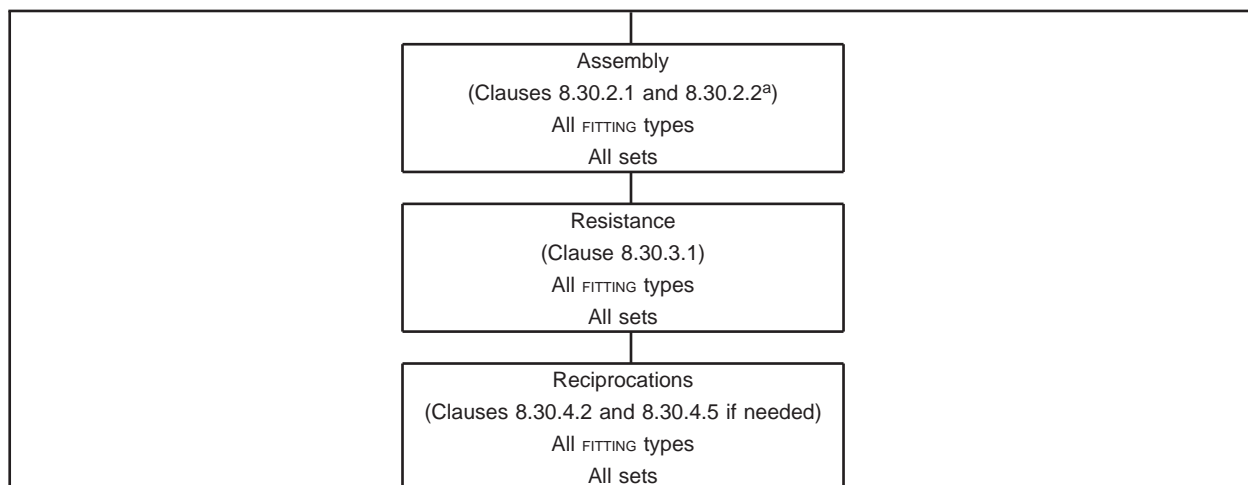 Assembly
(Clauses 8.30.2.1 and 8.30.2.2ᵃ)
All FITTING types
All sets
Resistance
(Clause 8.30.3.1)
All FITTING types
All sets
Reciprocations
(Clauses 8.30.4.2 and 8.30.4.5 if needed)
All FITTING types
All sets